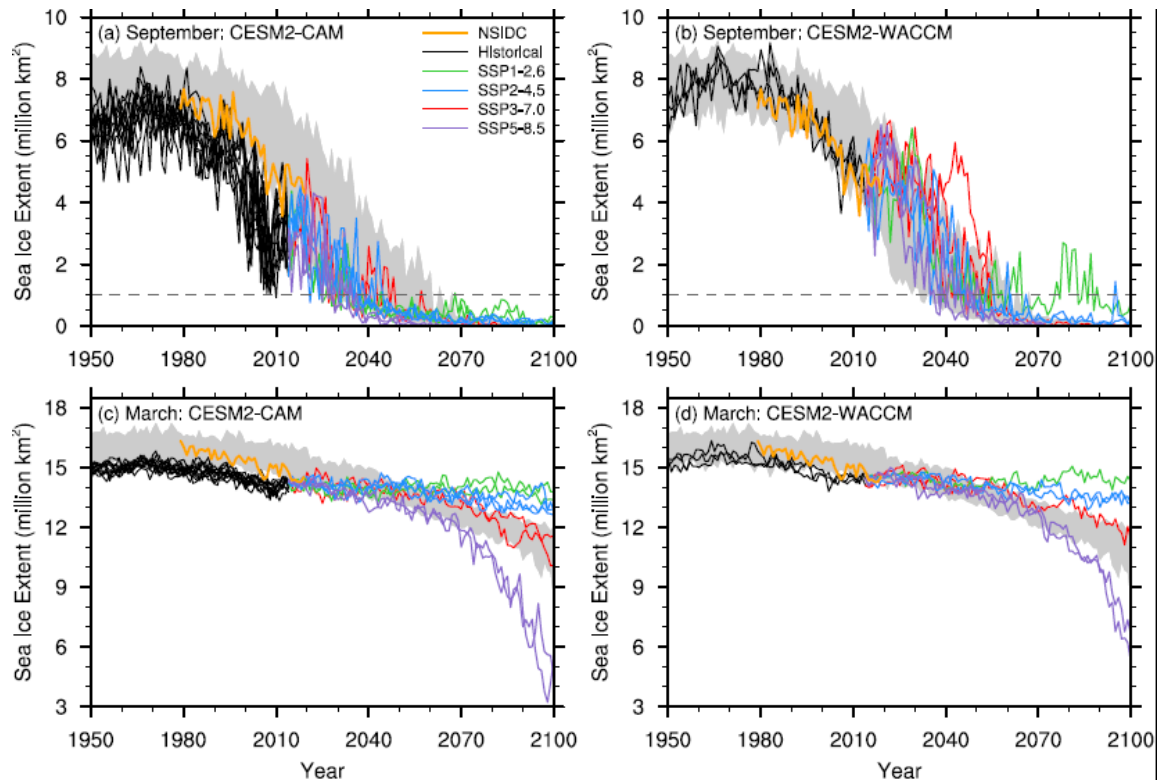 (a) September: CESM2-CAM
NSIDC
Historical
SSP1-2.6
SSP2-4.5
SSP3-7.0
SSP5-8.5
Sea Ice Extent (million km²)
10
8
6
4
2
0
1950 1980 2010 2040 2070 2100
(b) September: CESM2-WACCM
Sea Ice Extent (million km²)
10
8
6
4
2
0
1950 1980 2010 2040 2070 2100
(c) March: CESM2-CAM
Sea Ice Extent (million km²)
18
15
12
9
6
3
1950 1980 2010 2040 2070 2100
Year
(d) March: CESM2-WACCM
Sea Ice Extent (million km²)
18
15
12
9
6
3
1950 1980 2010 2040 2070 2100
Year